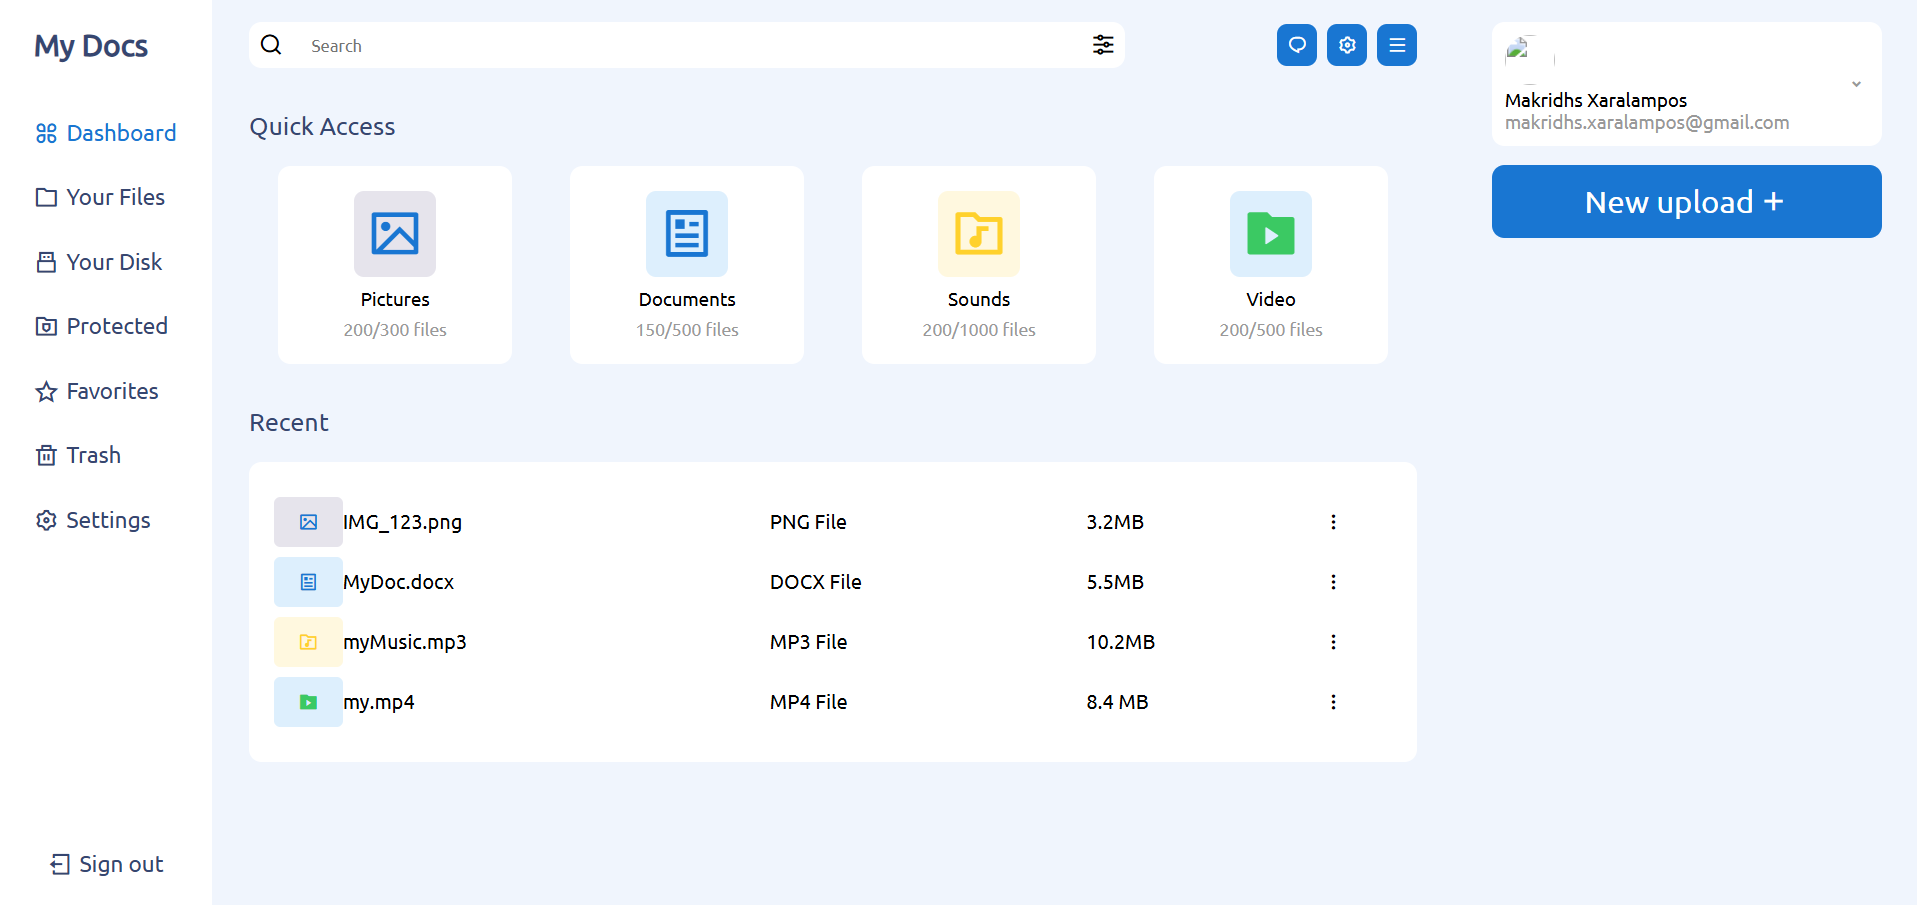 My Docs
Dashboard
Your Files
Your Disk
Protected
Favorites
Trash
Settings
Sign out
Search
Quick Access
Pictures
200/300 files
Documents
150/500 files
Sounds
200/1000 files
Video
200/500 files
Recent
IMG_123.png PNG File 3.2MB
MyDoc.docx DOCX File 5.5MB
myMusic.mp3 MP3 File 10.2MB
my.mp4 MP4 File 8.4 MB
Makridhs Xaralampos
makridhs.xaralampos@gmail.com
New upload +